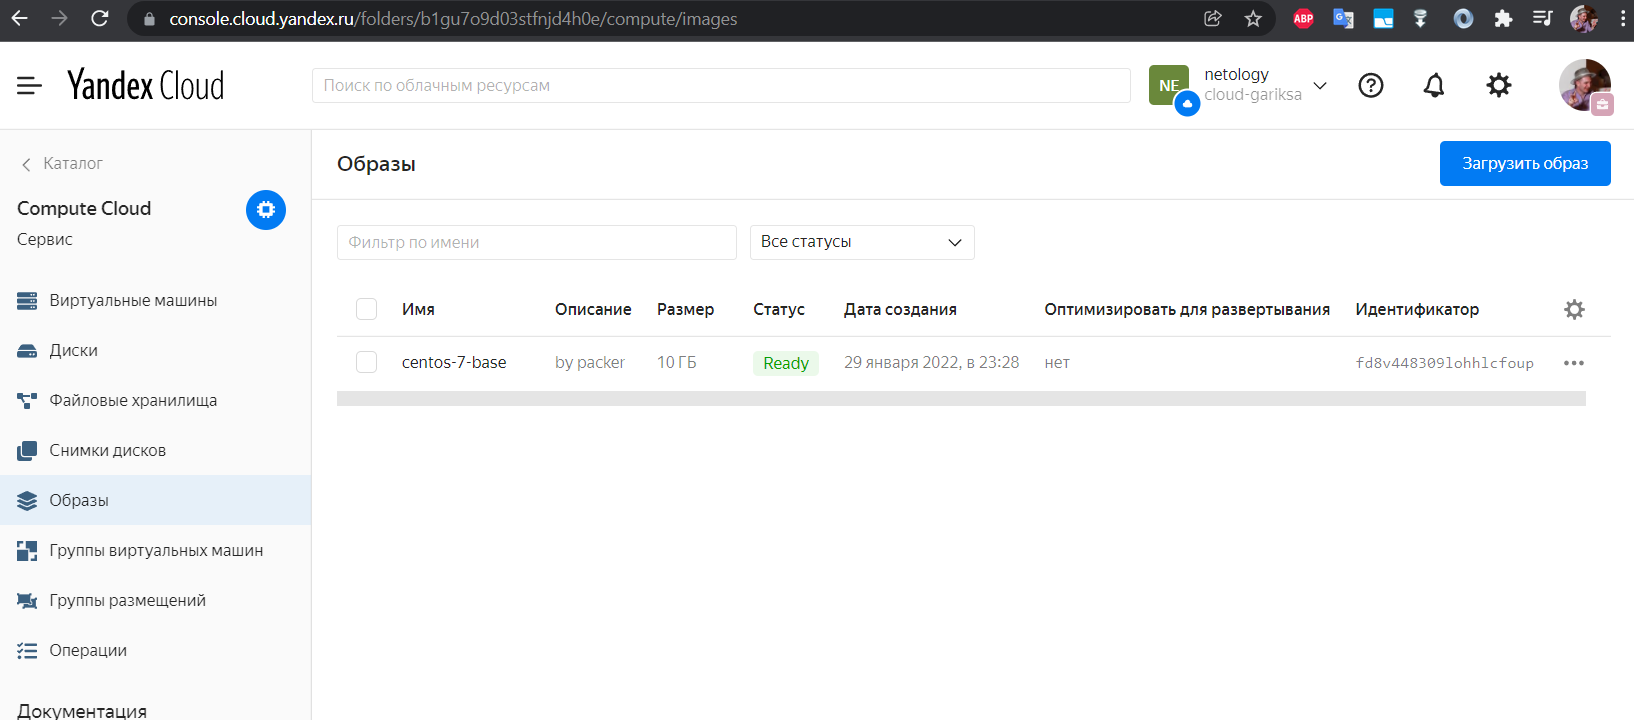 console.cloud.yandex.ru/folders/b1gu7o9d03stfnjd4h0e/compute/images
ABP
Yandex Cloud
Поиск по облачным ресурсам
NE
netology
cloud-gariksa
Каталог
Compute Cloud
Сервис
Виртуальные машины
Диски
Файловые хранилища
Снимки дисков
Образы
Группы виртуальных машин
Группы размещений
Операции
Документация
Образы
Загрузить образ
Фильтр по имени
Все статусы
Имя Описание Размер Статус Дата создания Оптимизировать для развертывания Идентификатор
centos-7-base by packer 10 ГБ Ready 29 января 2022, в 23:28 нет fd8v448309lohhlcfoup